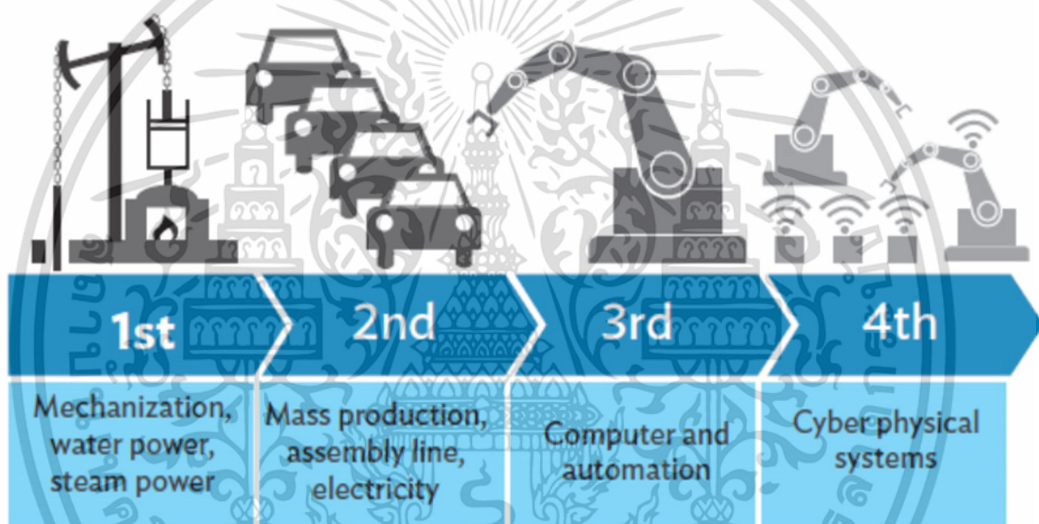 1st
2nd
3rd
4th
Mechanization,
water power,
steam power
Mass production,
assembly line,
electricity
Computer and
automation
Cyber physical
systems